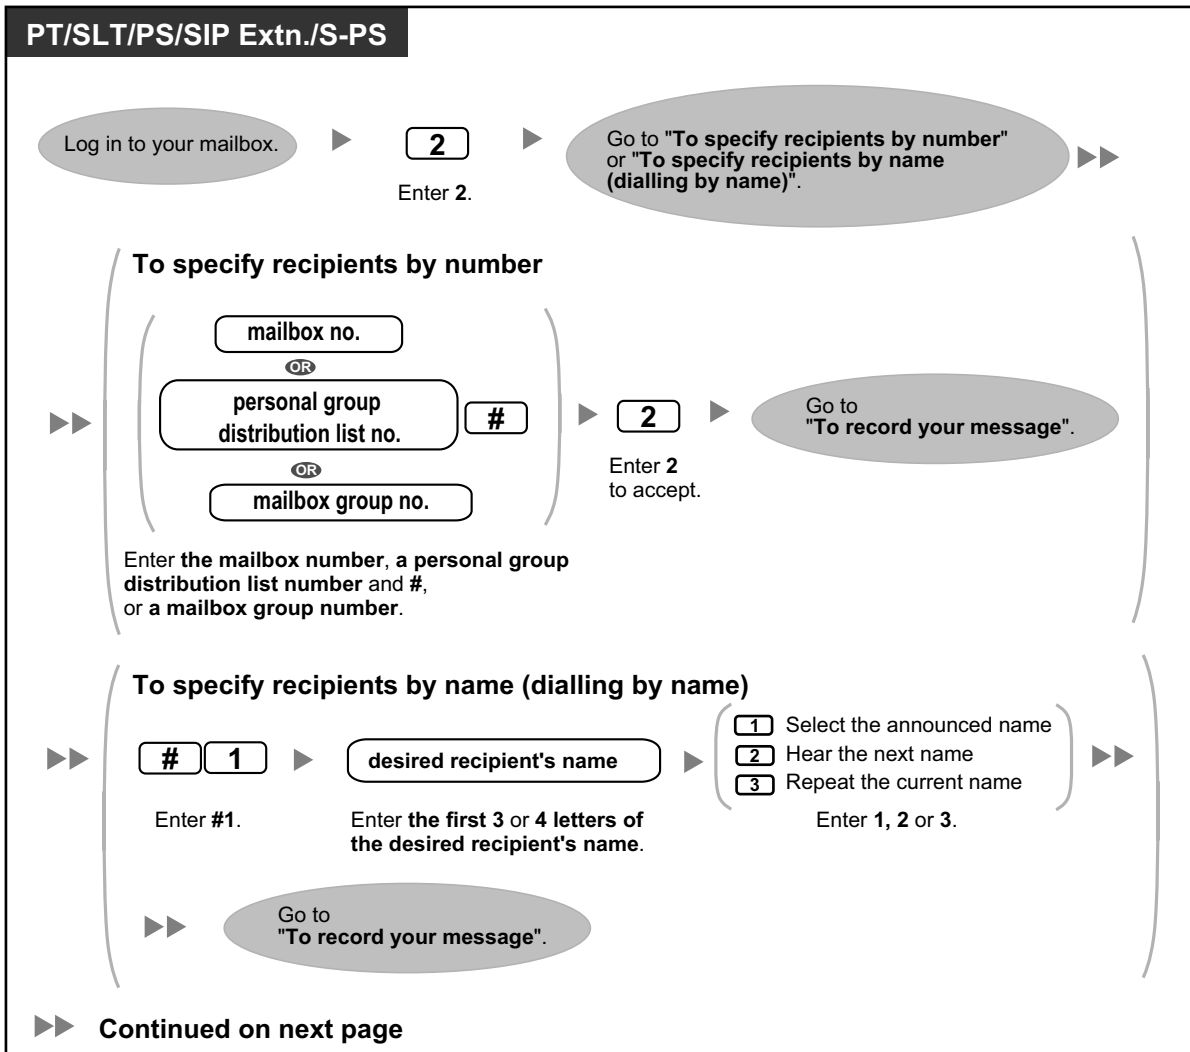 PT/SLT/PS/SIP Extn./S-PS
Log in to your mailbox.
2
Enter 2.
Go to "To specify recipients by number"
or "To specify recipients by name
(dialling by name)".
To specify recipients by number
mailbox no.
OR
personal group
distribution list no.
#
OR
mailbox group no.
Enter the mailbox number, a personal group
distribution list number and #,
or a mailbox group number.
2
Enter 2
to accept.
Go to
"To record your message".
To specify recipients by name (dialling by name)
# 1
Enter #1.
desired recipient's name
Enter the first 3 or 4 letters of
the desired recipient's name.
1 Select the announced name
2 Hear the next name
3 Repeat the current name
Enter 1, 2 or 3.
Go to
"To record your message".
Continued on next page